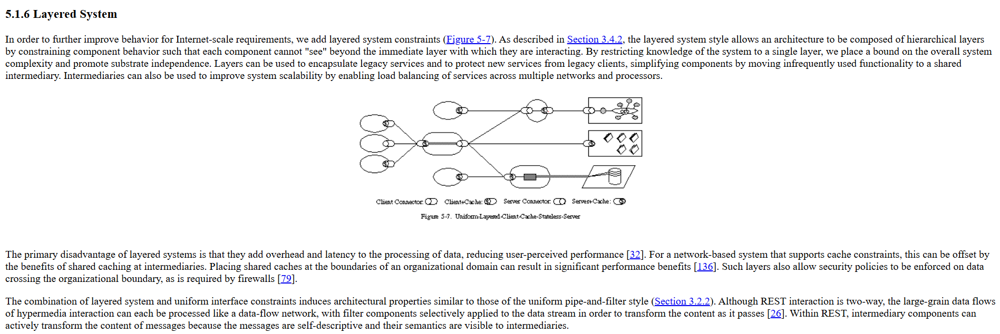 5.1.6 Layered System
In order to further improve behavior for Internet-scale requirements, we add layered system constraints (Figure 5-7). As described in Section 3.4.2, the layered system style allows an architecture to be composed of hierarchical layers
by constraining component behavior such that each component cannot "see" beyond the immediate layer with which they are interacting. By restricting knowledge of the system to a single layer, we place a bound on the overall system
complexity and promote substrate independence. Layers can be used to encapsulate legacy services and to protect new services from legacy clients, simplifying components by moving infrequently used functionality to a shared
intermediary. Intermediaries can also be used to improve system scalability by enabling load balancing of services across multiple networks and processors.
orb
Client Connector: Client+Cache: Server Connector: Server+Cache:
Figure 5-7. Uniform-Layered-Client-Cache-Stateless-Server
The primary disadvantage of layered systems is that they add overhead and latency to the processing of data, reducing user-perceived performance [32]. For a network-based system that supports cache constraints, this can be offset by
the benefits of shared caching at intermediaries. Placing shared caches at the boundaries of an organizational domain can result in significant performance benefits [136]. Such layers also allow security policies to be enforced on data
crossing the organizational boundary, as is required by firewalls [79].
The combination of layered system and uniform interface constraints induces architectural properties similar to those of the uniform pipe-and-filter style (Section 3.2.2). Although REST interaction is two-way, the large-grain data flows
of hypermedia interaction can each be processed like a data-flow network, with filter components selectively applied to the data stream in order to transform the content as it passes [26]. Within REST, intermediary components can
actively transform the content of messages because the messages are self-descriptive and their semantics are visible to intermediaries.